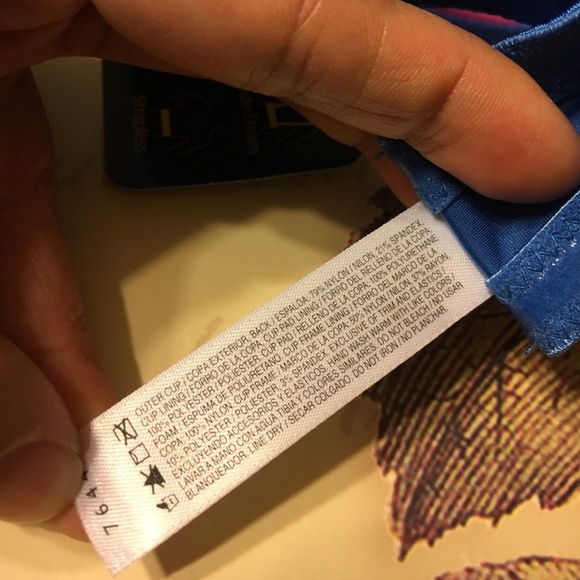 Strapless
OUTER CUP / COPA EXTERIOR, BACK / ESPALDA, 79% NYLON / NILON, 21% SPANDEX,
CUP LINING / FORRO DE LA COPA, CUP PAD LINING / FORRO DEL RELLENO DE LA COPA:
100% POLYESTER / POLIESTER, CUP PAD / RELLENO DE LA COPA: 100% POLYURETHANE
FOAM / ESPUMA DE POLIURETANO, CUP FRAME LINING / FORRO DEL MARCO DE LA
COPA: 100% NYLON, CUP FRAME / MARCO DE LA COPA: 50% NYLON / NILON, 37% RAYON,
10% POLYESTER / POLIESTER, 3% SPANDEX, EXCLUSIVE OF TRIM AND ELASTICS /
EXCLUYENDO ACCESORIOS Y ELASTICOS. HAND WASH WARM WITH LIKE COLORS /
LAVAR A MANO CON AGUA TIBIA Y COLORES SIMILARES. DO NOT BLEACH / NO USAR
BLANQUEADOR. LINE DRY / SECAR COLGADO. DO NOT IRON / NO PLANCHAR.
764